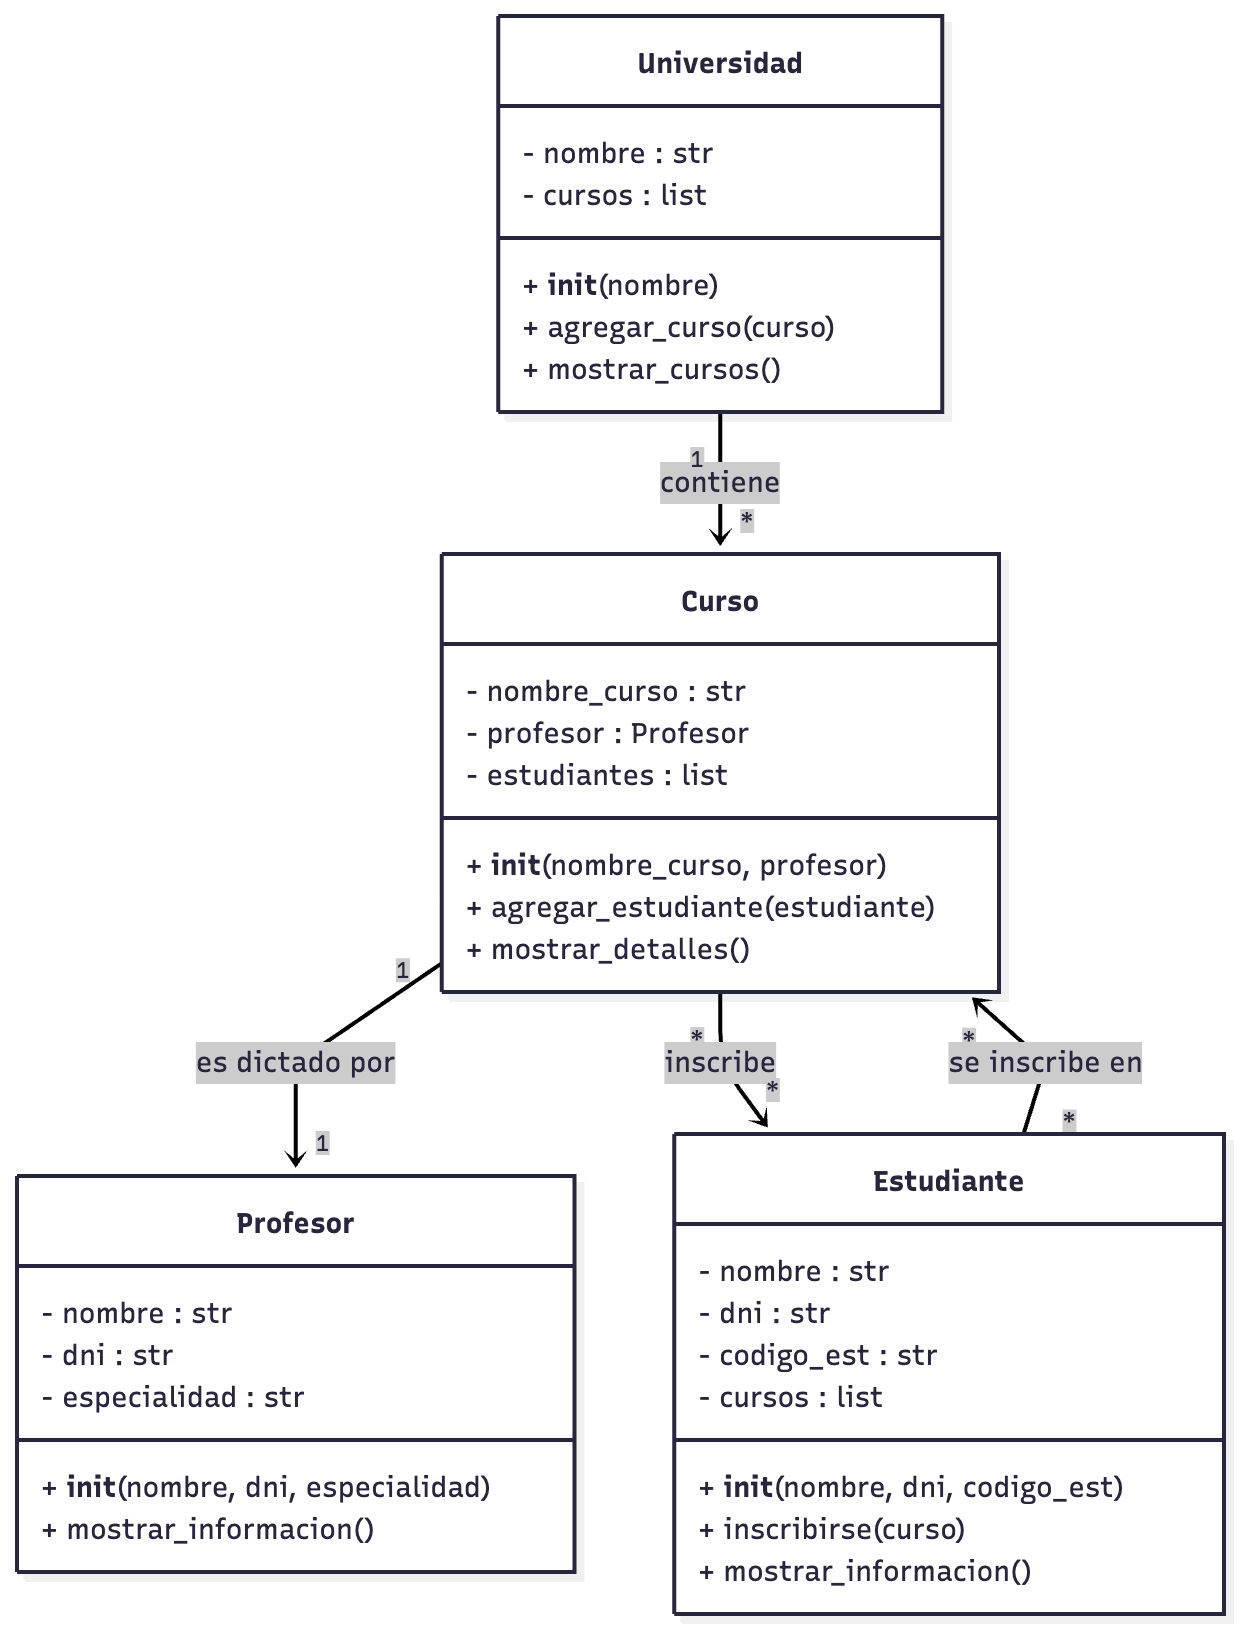 Universidad
- nombre : str
- cursos : list
+ init(nombre)
+ agregar_curso(curso)
+ mostrar_cursos()
1
contiene
*
Curso
- nombre_curso : str
- profesor : Profesor
- estudiantes : list
+ init(nombre_curso, profesor)
+ agregar_estudiante(estudiante)
+ mostrar_detalles()
1
es dictado por
1
*
inscribe
*
*
se inscribe en
*
Profesor
- nombre : str
- dni : str
- especialidad : str
+ init(nombre, dni, especialidad)
+ mostrar_informacion()
Estudiante
- nombre : str
- dni : str
- codigo_est : str
- cursos : list
+ init(nombre, dni, codigo_est)
+ inscribirse(curso)
+ mostrar_informacion()